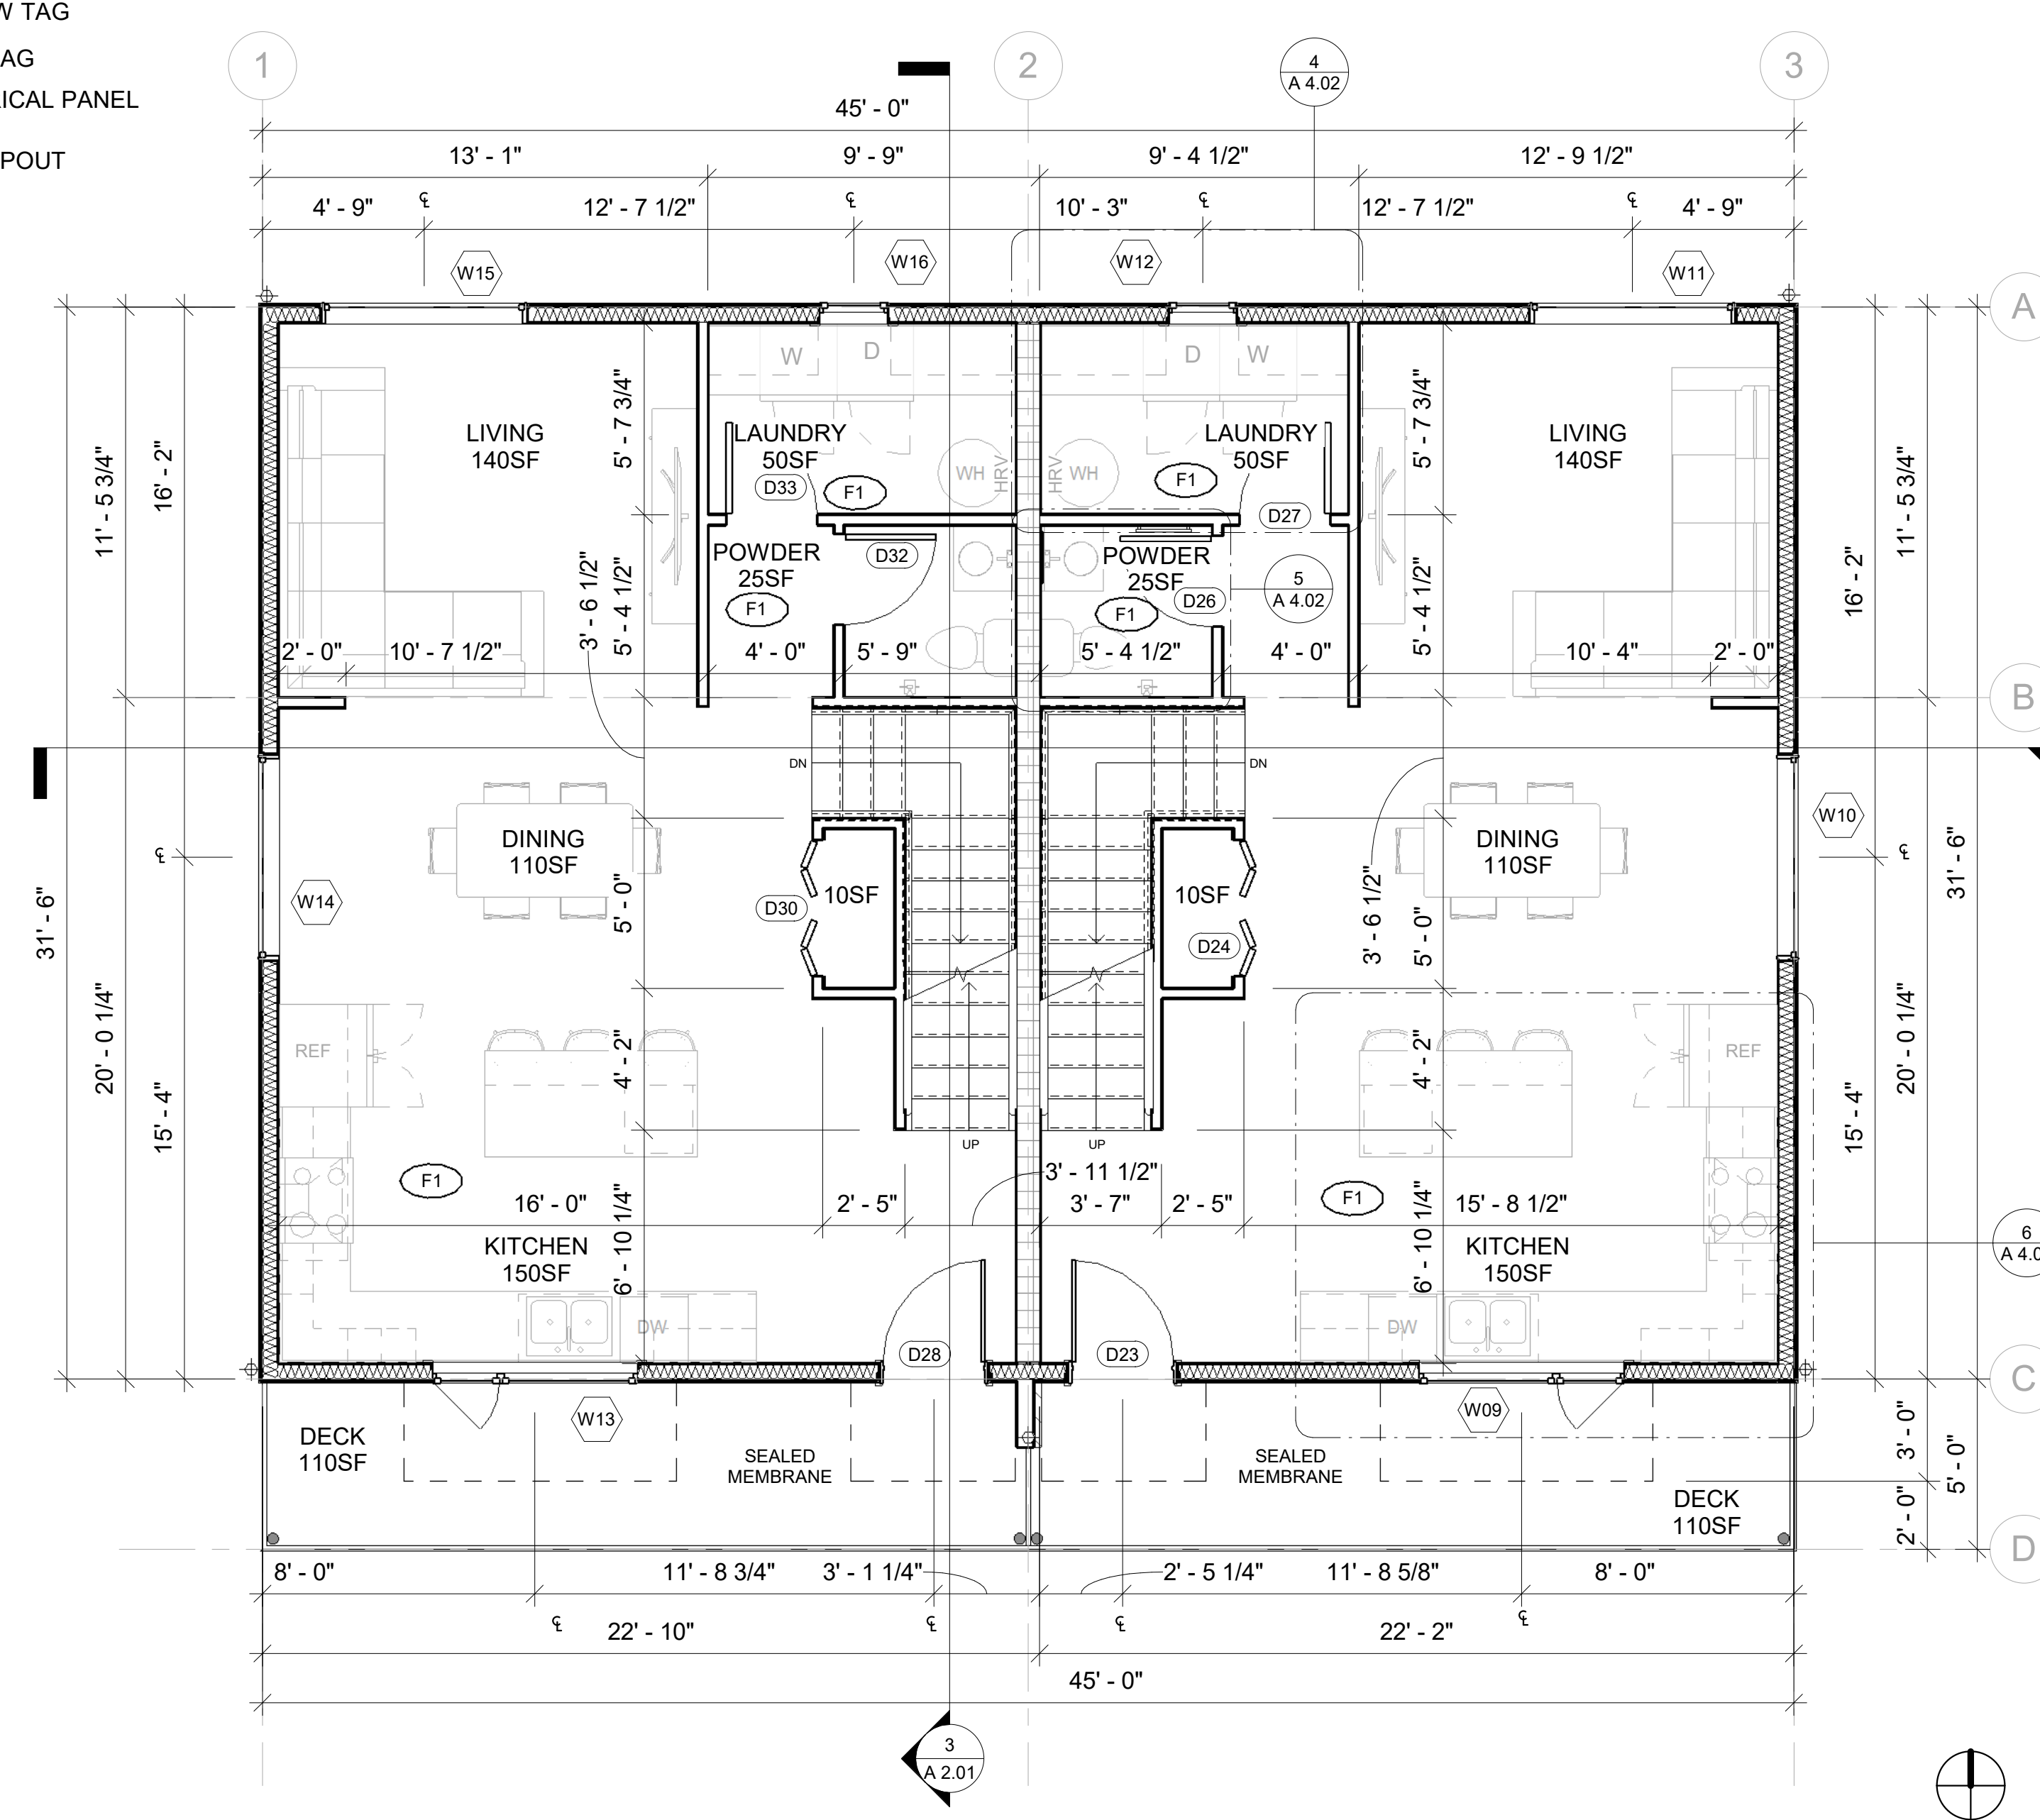 W TAG
AG
ICAL PANEL
POUT
1
2
3
4
A 4.02
45' - 0"
13' - 1"
9' - 9"
9' - 4 1/2"
12' - 9 1/2"
4' - 9"
℄
12' - 7 1/2"
℄
10' - 3"
℄
12' - 7 1/2"
℄
4' - 9"
W15
W16
W12
W11
A
W
D
D
W
LIVING
140SF
5' - 7 3/4"
LAUNDRY
50SF
D33
F1
WH
HRV
HRV
WH
LAUNDRY
50SF
F1
D27
5' - 7 3/4"
LIVING
140SF
11' - 5 3/4"
16' - 2"
11' - 5 3/4"
16' - 2"
3' - 6 1/2"
5' - 4 1/2"
POWDER
25SF
F1
D32
POWDER
25SF
F1
D26
5
A 4.02
5' - 4 1/2"
2' - 0"
10' - 7 1/2"
4' - 0"
5' - 9"
5' - 4 1/2"
4' - 0"
10' - 4"
2' - 0"
B
DN
DN
DINING
110SF
DINING
110SF
W10
W14
℄
℄
31' - 6"
31' - 6"
5' - 0"
D30
10SF
10SF
D24
3' - 6 1/2"
5' - 0"
20' - 0 1/4"
15' - 4"
20' - 0 1/4"
15' - 4"
REF
REF
4' - 2"
4' - 2"
UP
UP
F1
3' - 11 1/2"
F1
16' - 0"
6' - 10 1/4"
2' - 5"
3' - 7"
2' - 5"
6' - 10 1/4"
15' - 8 1/2"
KITCHEN
150SF
KITCHEN
150SF
6
A 4.0
DW
DW
D28
D23
C
W13
W09
DECK
110SF
SEALED
MEMBRANE
SEALED
MEMBRANE
DECK
110SF
3' - 0"
5' - 0"
2' - 0"
D
8' - 0"
11' - 8 3/4"
3' - 1 1/4"
2' - 5 1/4"
11' - 8 5/8"
8' - 0"
℄
℄
℄
℄
22' - 10"
22' - 2"
45' - 0"
3
A 2.01